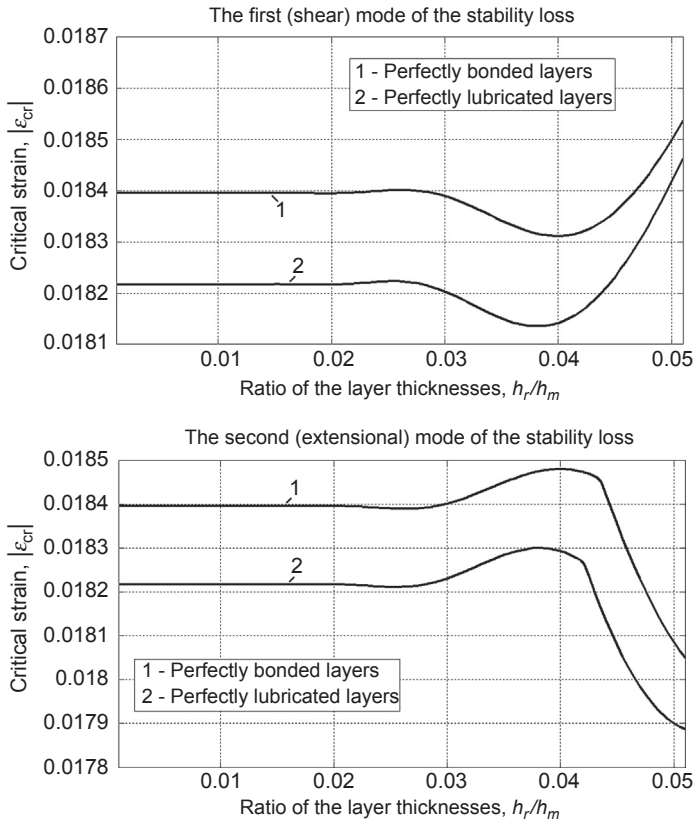 The first (shear) mode of the stability loss
0.0187
0.0186
0.0185
0.0184
0.0183
0.0182
0.0181
Critical strain, |εcr|
1 - Perfectly bonded layers
2 - Perfectly lubricated layers
1
2
0.01 0.02 0.03 0.04 0.05
Ratio of the layer thicknesses, hr/hm
The second (extensional) mode of the stability loss
0.0185
0.0184
0.0183
0.0182
0.0181
0.018
0.0179
0.0178
Critical strain, |εcr|
1
2
1 - Perfectly bonded layers
2 - Perfectly lubricated layers
0.01 0.02 0.03 0.04 0.05
Ratio of the layer thicknesses, hr/hm